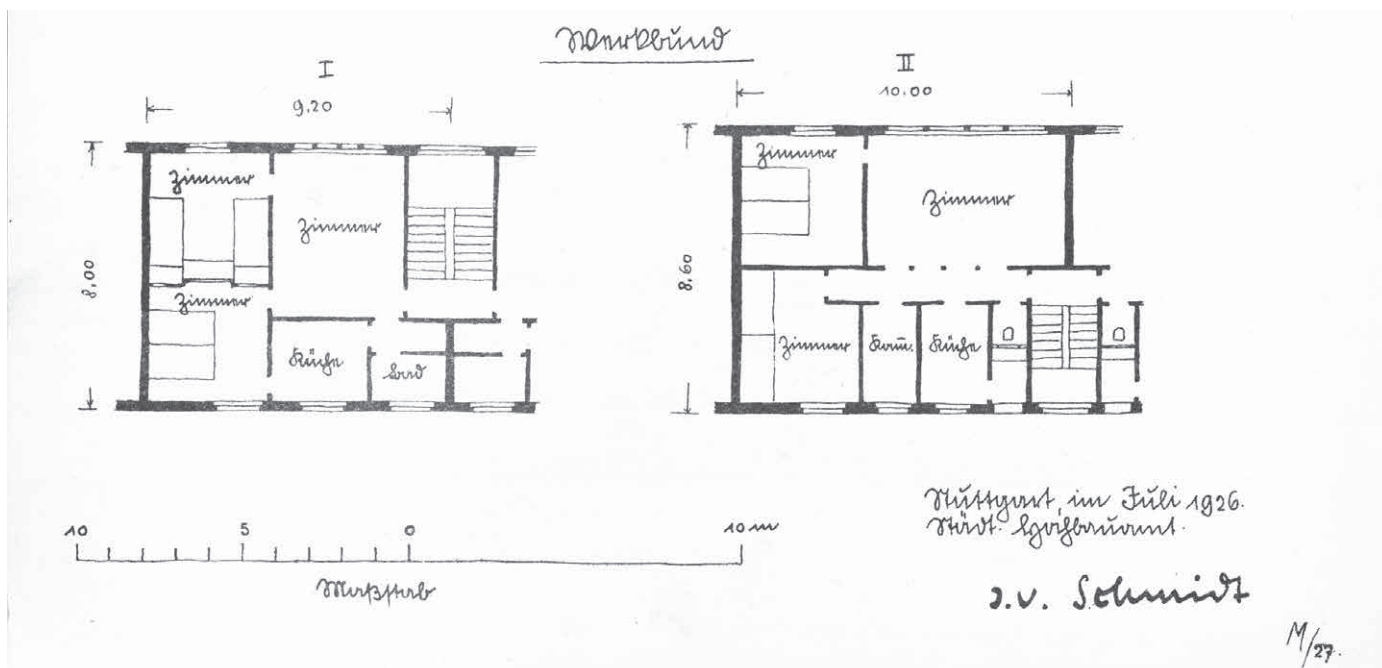 Werkbund
I
9.20
8.00
Zimmer
Zimmer
Zimmer
Küche
Bad
II
10.00
8.60
Zimmer
Zimmer
Zimmer
Kam.
Küche
10 5 0 10 m
Maßstab
Stuttgart, im Juli 1926.
Städt. Hochbauamt.
J.V. Schmidt
M/27.